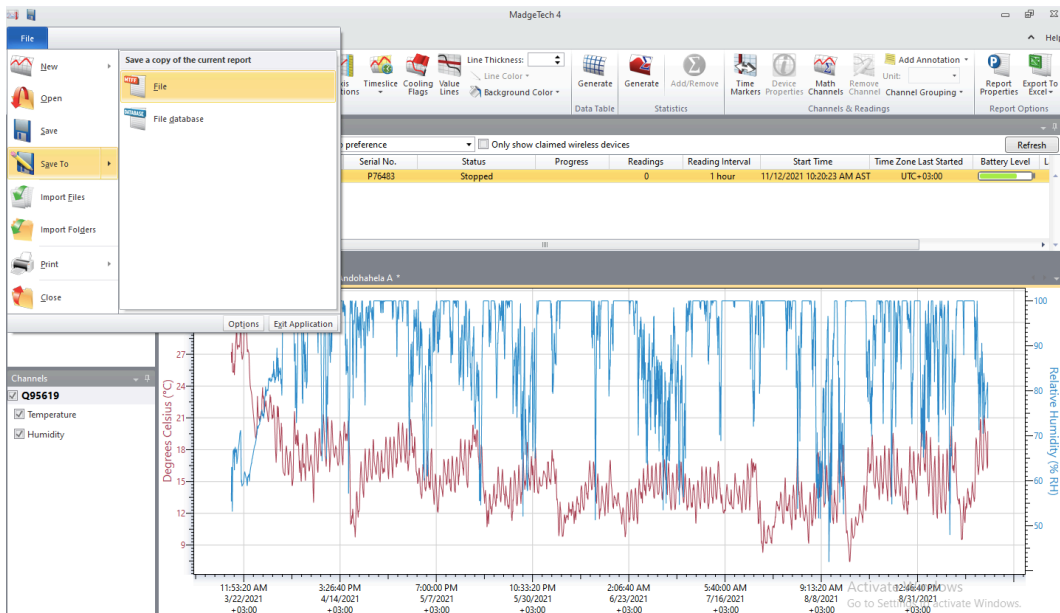 MadgeTech 4
File
Help
New
Open
Save
Save To
Import Files
Import Folders
Print
Close
Save a copy of the current report
File
File database
Options
Exit Application
Timeslice
Cooling Flags
Value Lines
Line Thickness:
Line Color
Background Color
Generate
Data Table
Generate
Add/Remove
Statistics
Time Markers
Device Properties
Math Channels
Remove Channel
Add Annotation
Unit:
Channel Grouping
Channels & Readings
Report Properties
Export To Excel
Report Options
preference
Only show claimed wireless devices
Refresh
Serial No. Status Progress Readings Reading Interval Start Time Time Zone Last Started Battery Level L
P76483 Stopped 0 1 hour 11/12/2021 10:20:23 AM AST UTC+03:00
Andohahela A *
Channels
Q95619
Temperature
Humidity
Degrees Celsius (°C)
27
24
21
18
15
12
9
100
90
80
70
60
50
Relative Humidity (% RH)
11:53:20 AM 3:26:40 PM 7:00:00 PM 10:33:20 PM 2:06:40 AM 5:40:00 AM 9:13:20 AM 12:46:40 PM
3/22/2021 4/14/2021 5/7/2021 5/30/2021 6/23/2021 7/16/2021 8/8/2021 8/31/2021
+03:00 +03:00 +03:00 +03:00 +03:00 +03:00 +03:00 +03:00
Activate Windows
Go to Settings to activate Windows.